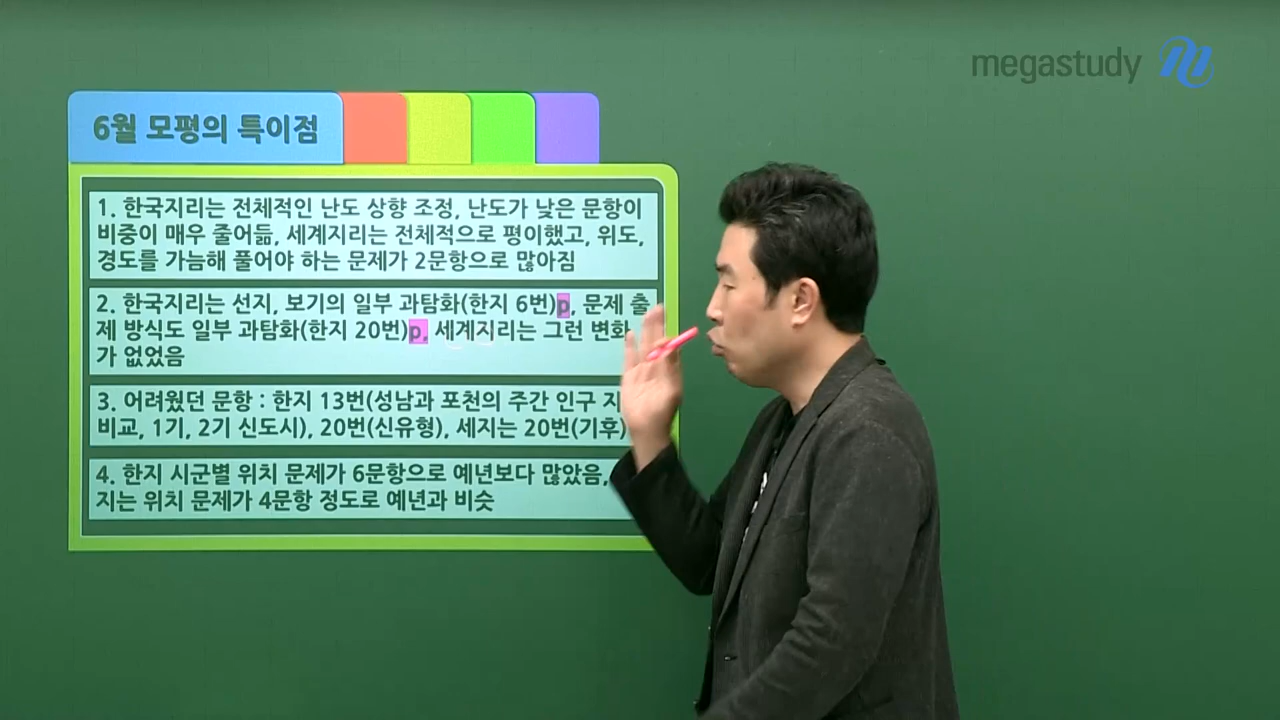 megastudy
6월 모평의 특이점
1. 한국지리는 전체적인 난도 상향 조정, 난도가 낮은 문항이
비중이 매우 줄어듦, 세계지리는 전체적으로 평이했고, 위도,
경도를 가늠해 풀어야 하는 문제가 2문항으로 많아짐
2. 한국지리는 선지, 보기의 일부 과탐화(한지 6번)p, 문제 출
제 방식도 일부 과탐화(한지 20번)p, 세계지리는 그런 변화
가 없었음
3. 어려웠던 문항 : 한지 13번(성남과 포천의 주간 인구 지
비교, 1기, 2기 신도시), 20번(신유형), 세지는 20번(기후)
4. 한지 시군별 위치 문제가 6문항으로 예년보다 많았음,
지는 위치 문제가 4문항 정도로 예년과 비슷